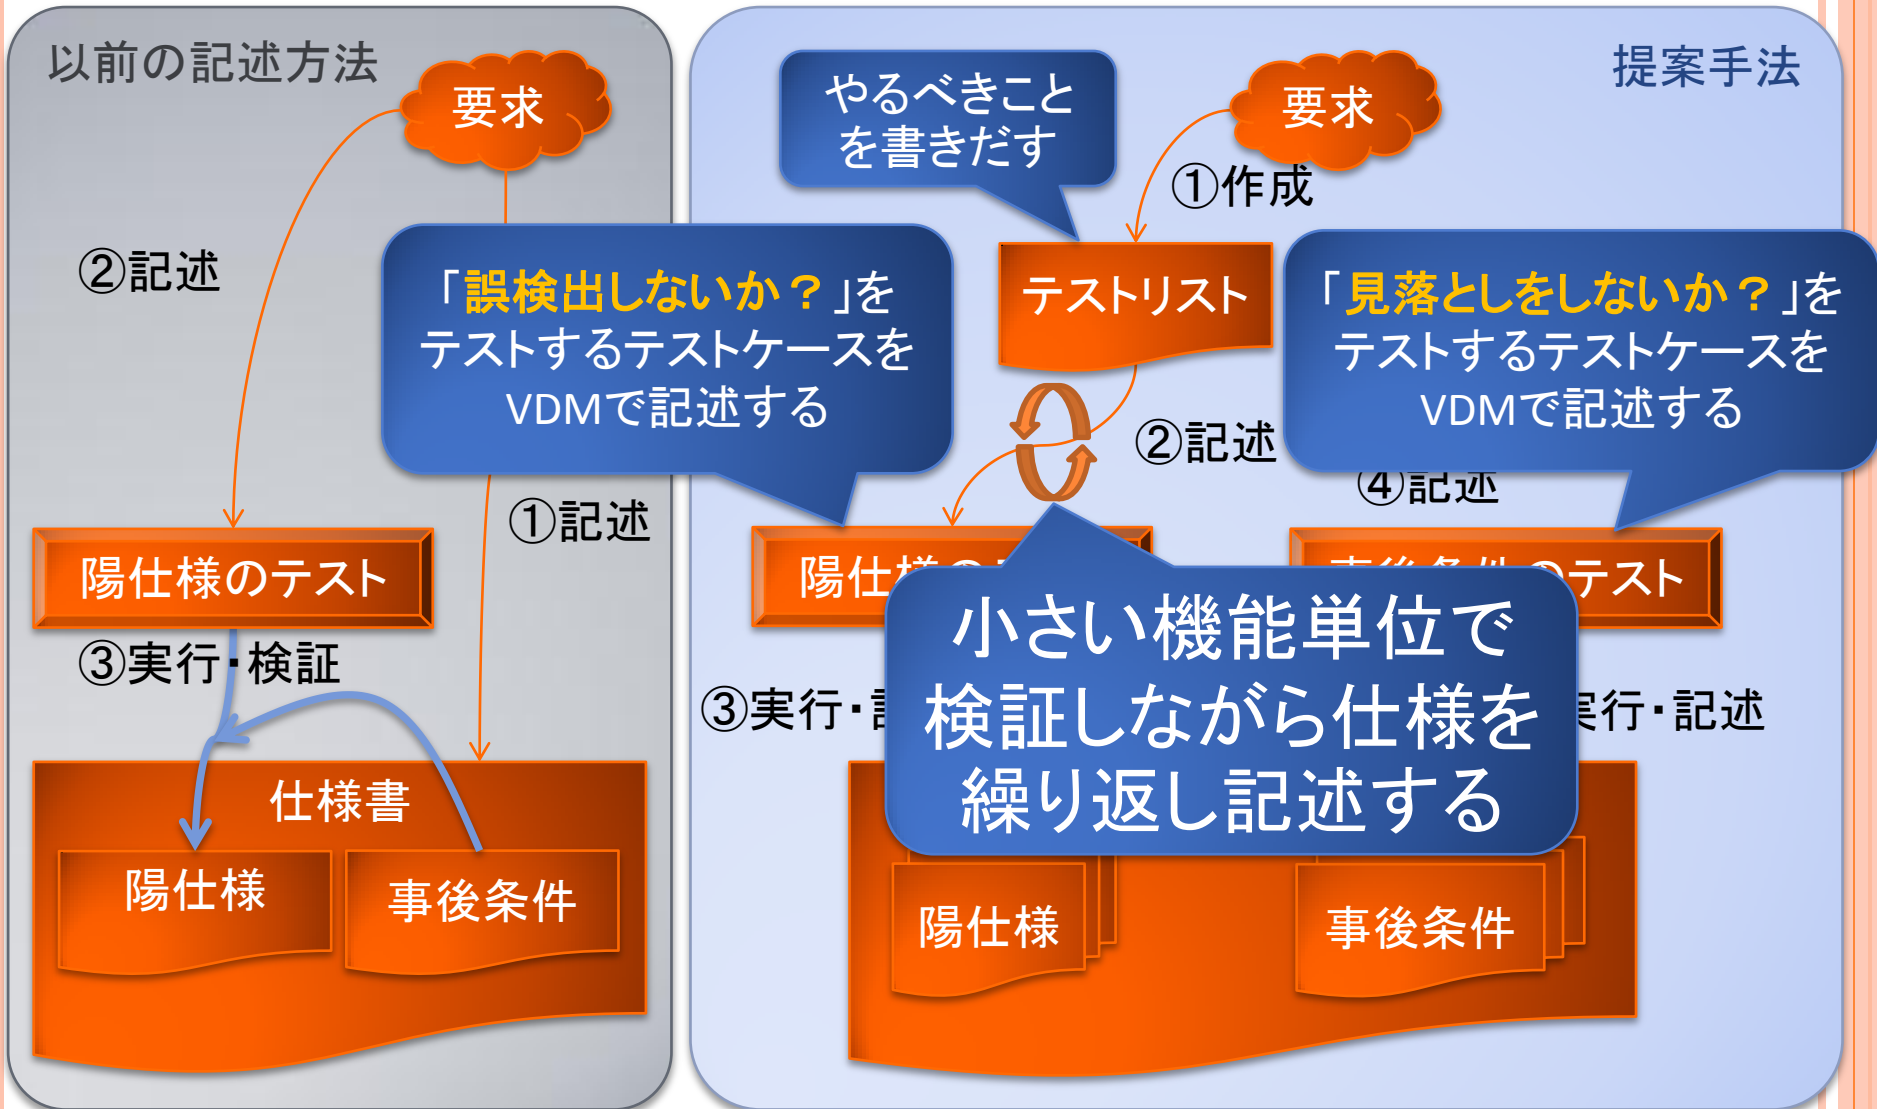 以前の記述方法
要求
②記述
①記述
陽仕様のテスト
③実行・検証
仕様書
陽仕様
事後条件
提案手法
やるべきこと
を書きだす
要求
①作成
テストリスト
「誤検出しないか？」を
テストするテストケースを
VDMで記述する
「見落としをしないか？」を
テストするテストケースを
VDMで記述する
②記述
④記述
陽仕様の
のテスト
小さい機能単位で
検証しながら仕様を
繰り返し記述する
③実行・
行・記述
陽仕様
事後条件